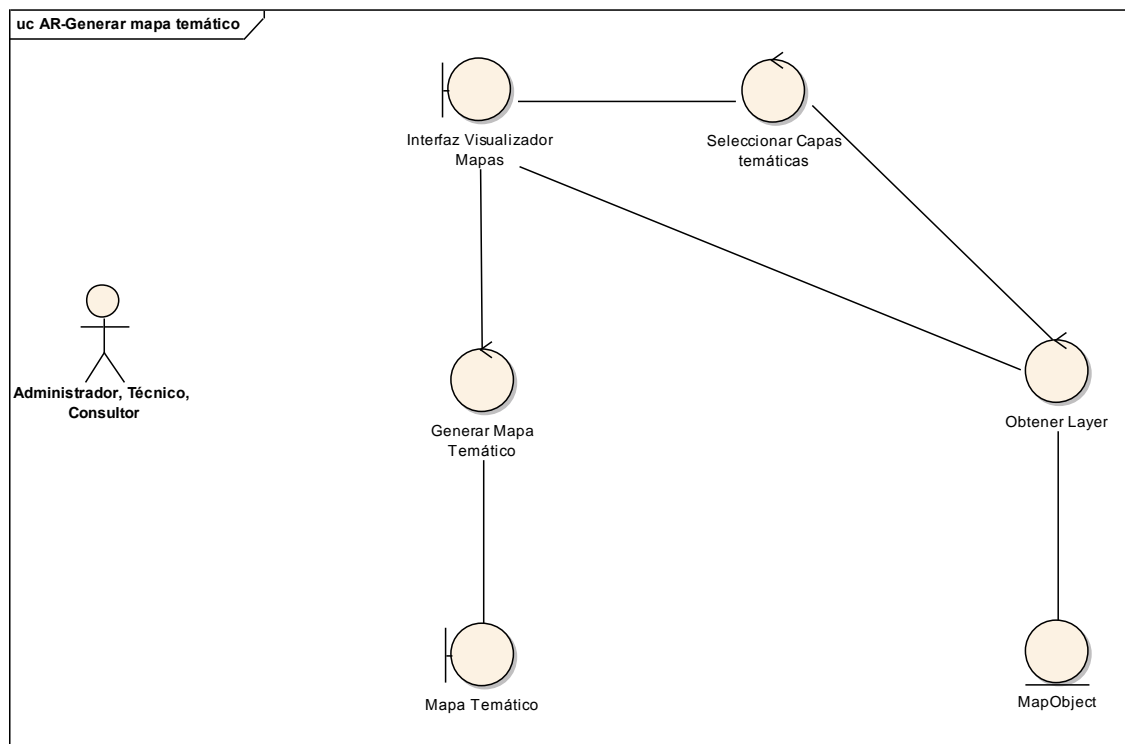 uc AR-Generar mapa temático
Interfaz Visualizador
Mapas
Seleccionar Capas
temáticas
Administrador, Técnico,
Consultor
Generar Mapa
Temático
Obtener Layer
Mapa Temático
MapObject